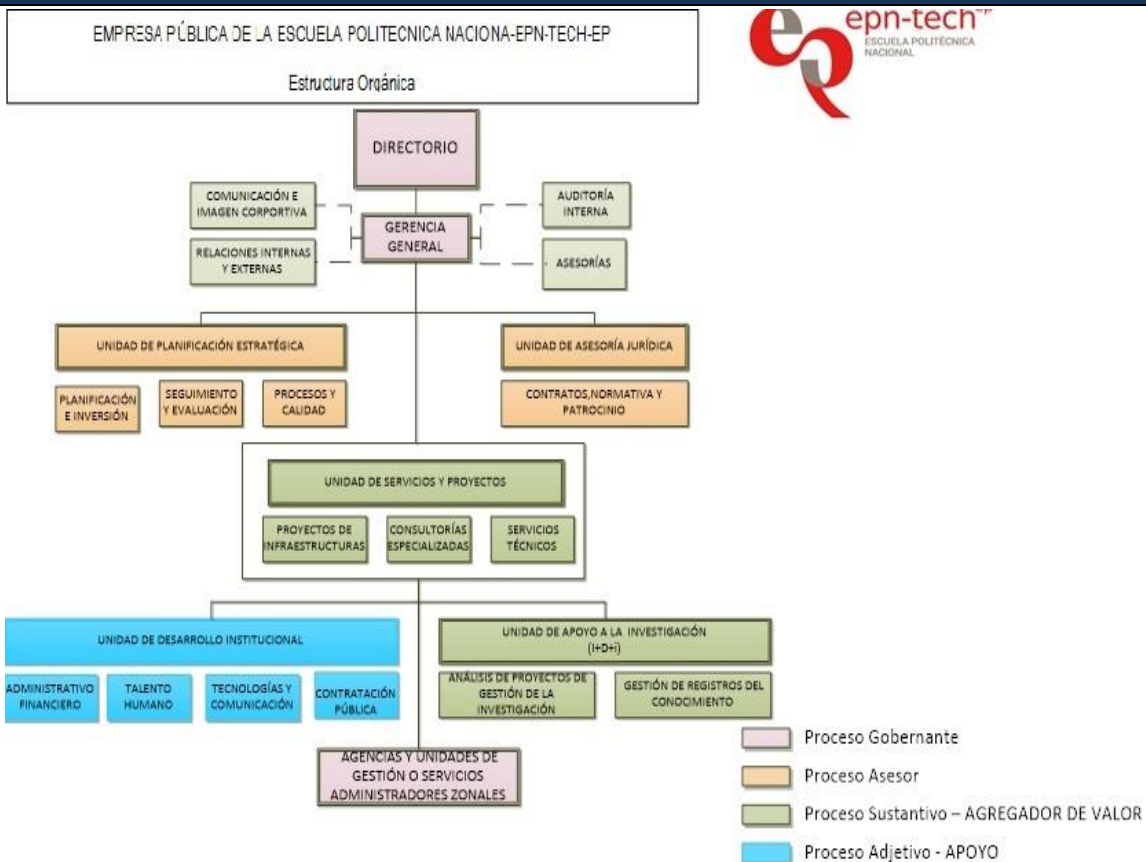 EMPRESA PÚBLICA DE LA ESCUELA POLITECNICA NACIONA-EPN-TECH-EP
Estructura Orgánica
epn-tech
ep
ESCUELA POLITÉCNICA
NACIONAL
DIRECTORIO
COMUNICACIÓN E
IMAGEN CORPORTIVA
AUDITORÍA
INTERNA
GERENCIA
GENERAL
RELACIONES INTERNAS
Y EXTERNAS
ASESORÍAS
UNIDAD DE PLANIFICACIÓN ESTRATÉGICA
UNIDAD DE ASESORÍA JURÍDICA
PLANIFICACIÓN
E INVERSIÓN
SEGUIMIENTO
Y EVALUACIÓN
PROCESOS Y
CALIDAD
CONTRATOS,NORMATIVA Y
PATROCINIO
UNIDAD DE SERVICIOS Y PROYECTOS
PROYECTOS DE
INFRAESTRUCTURAS
CONSULTORÍAS
ESPECIALIZADAS
SERVICIOS
TÉCNICOS
UNIDAD DE DESARROLLO INSTITUCIONAL
UNIDAD DE APOYO A LA INVESTIGACIÓN
(I+D+i)
ADMINISTRATIVO
FINANCIERO
TALENTO
HUMANO
TECNOLOGÍAS Y
COMUNICACIÓN
CONTRATACIÓN
PÚBLICA
ANÁLISIS DE PROYECTOS DE
GESTIÓN DE LA
INVESTIGACIÓN
GESTIÓN DE REGISTROS DEL
CONOCIMIENTO
AGENCIAS Y UNIDADES DE
GESTIÓN O SERVICIOS
ADMINISTRADORES ZONALES
Proceso Gobernante
Proceso Asesor
Proceso Sustantivo – AGREGADOR DE VALOR
Proceso Adjetivo - APOYO